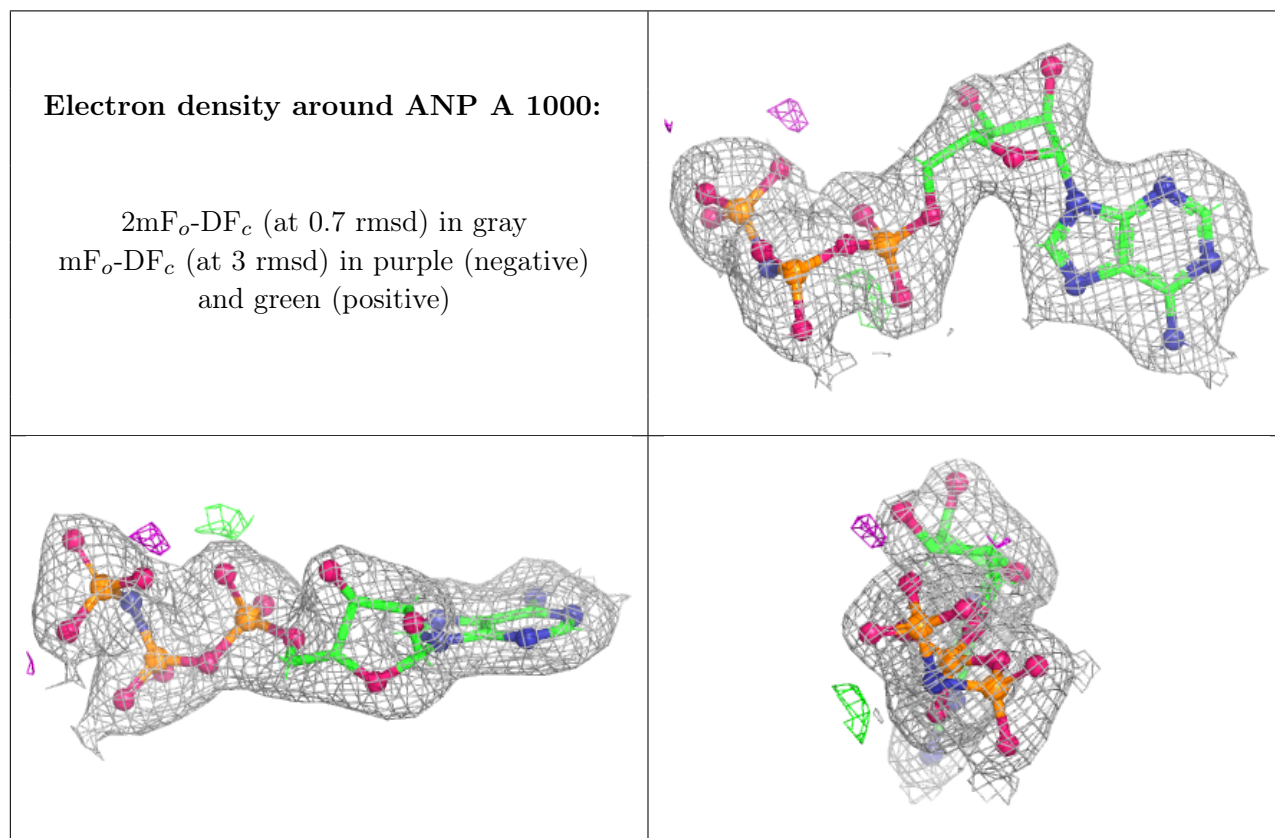 Electron density around ANP A 1000:
2mFₒ-DF𝒸 (at 0.7 rmsd) in gray
mFₒ-DF𝒸 (at 3 rmsd) in purple (negative)
and green (positive)